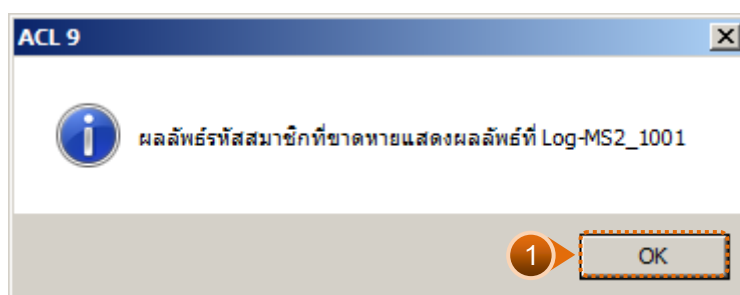 ACL 9
ผลลัพธ์รหัสสมาชิกที่ขาดหายแสดงผลลัพธ์ที่ Log-MS2_1001
1
OK